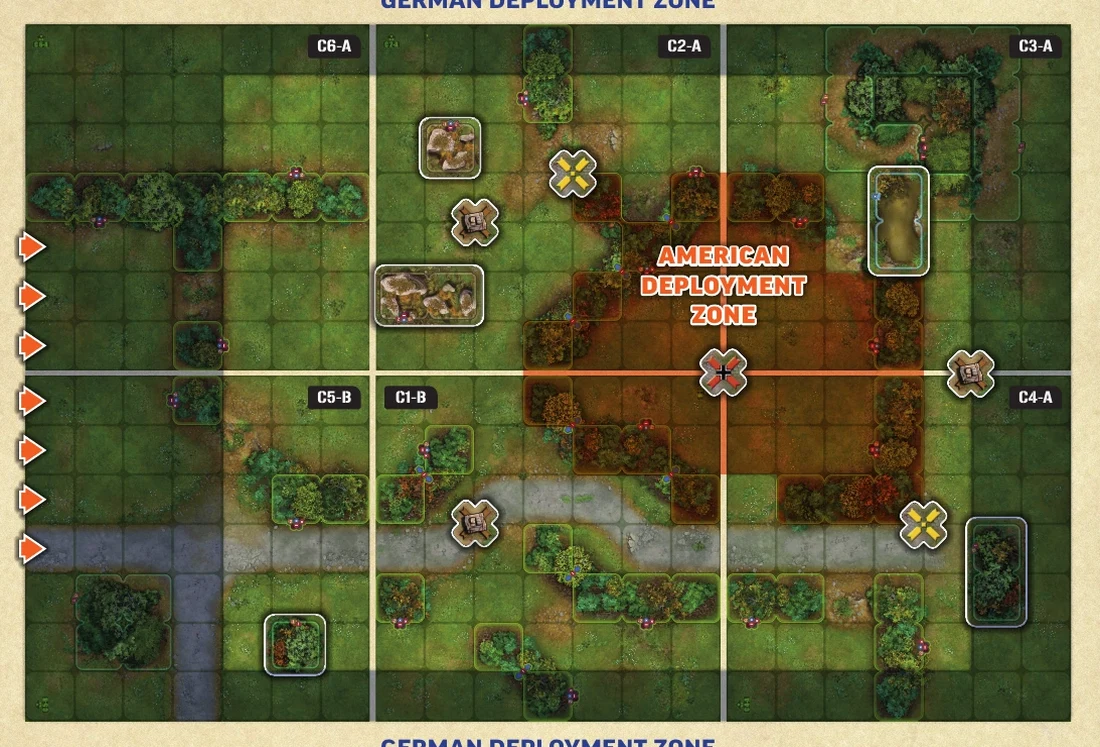 GERMAN DEPLOYMENT ZONE
C6-A
C2-A
C3-A
AMERICAN
DEPLOYMENT
ZONE
C5-B
C1-B
C4-A
GERMAN DEPLOYMENT ZONE